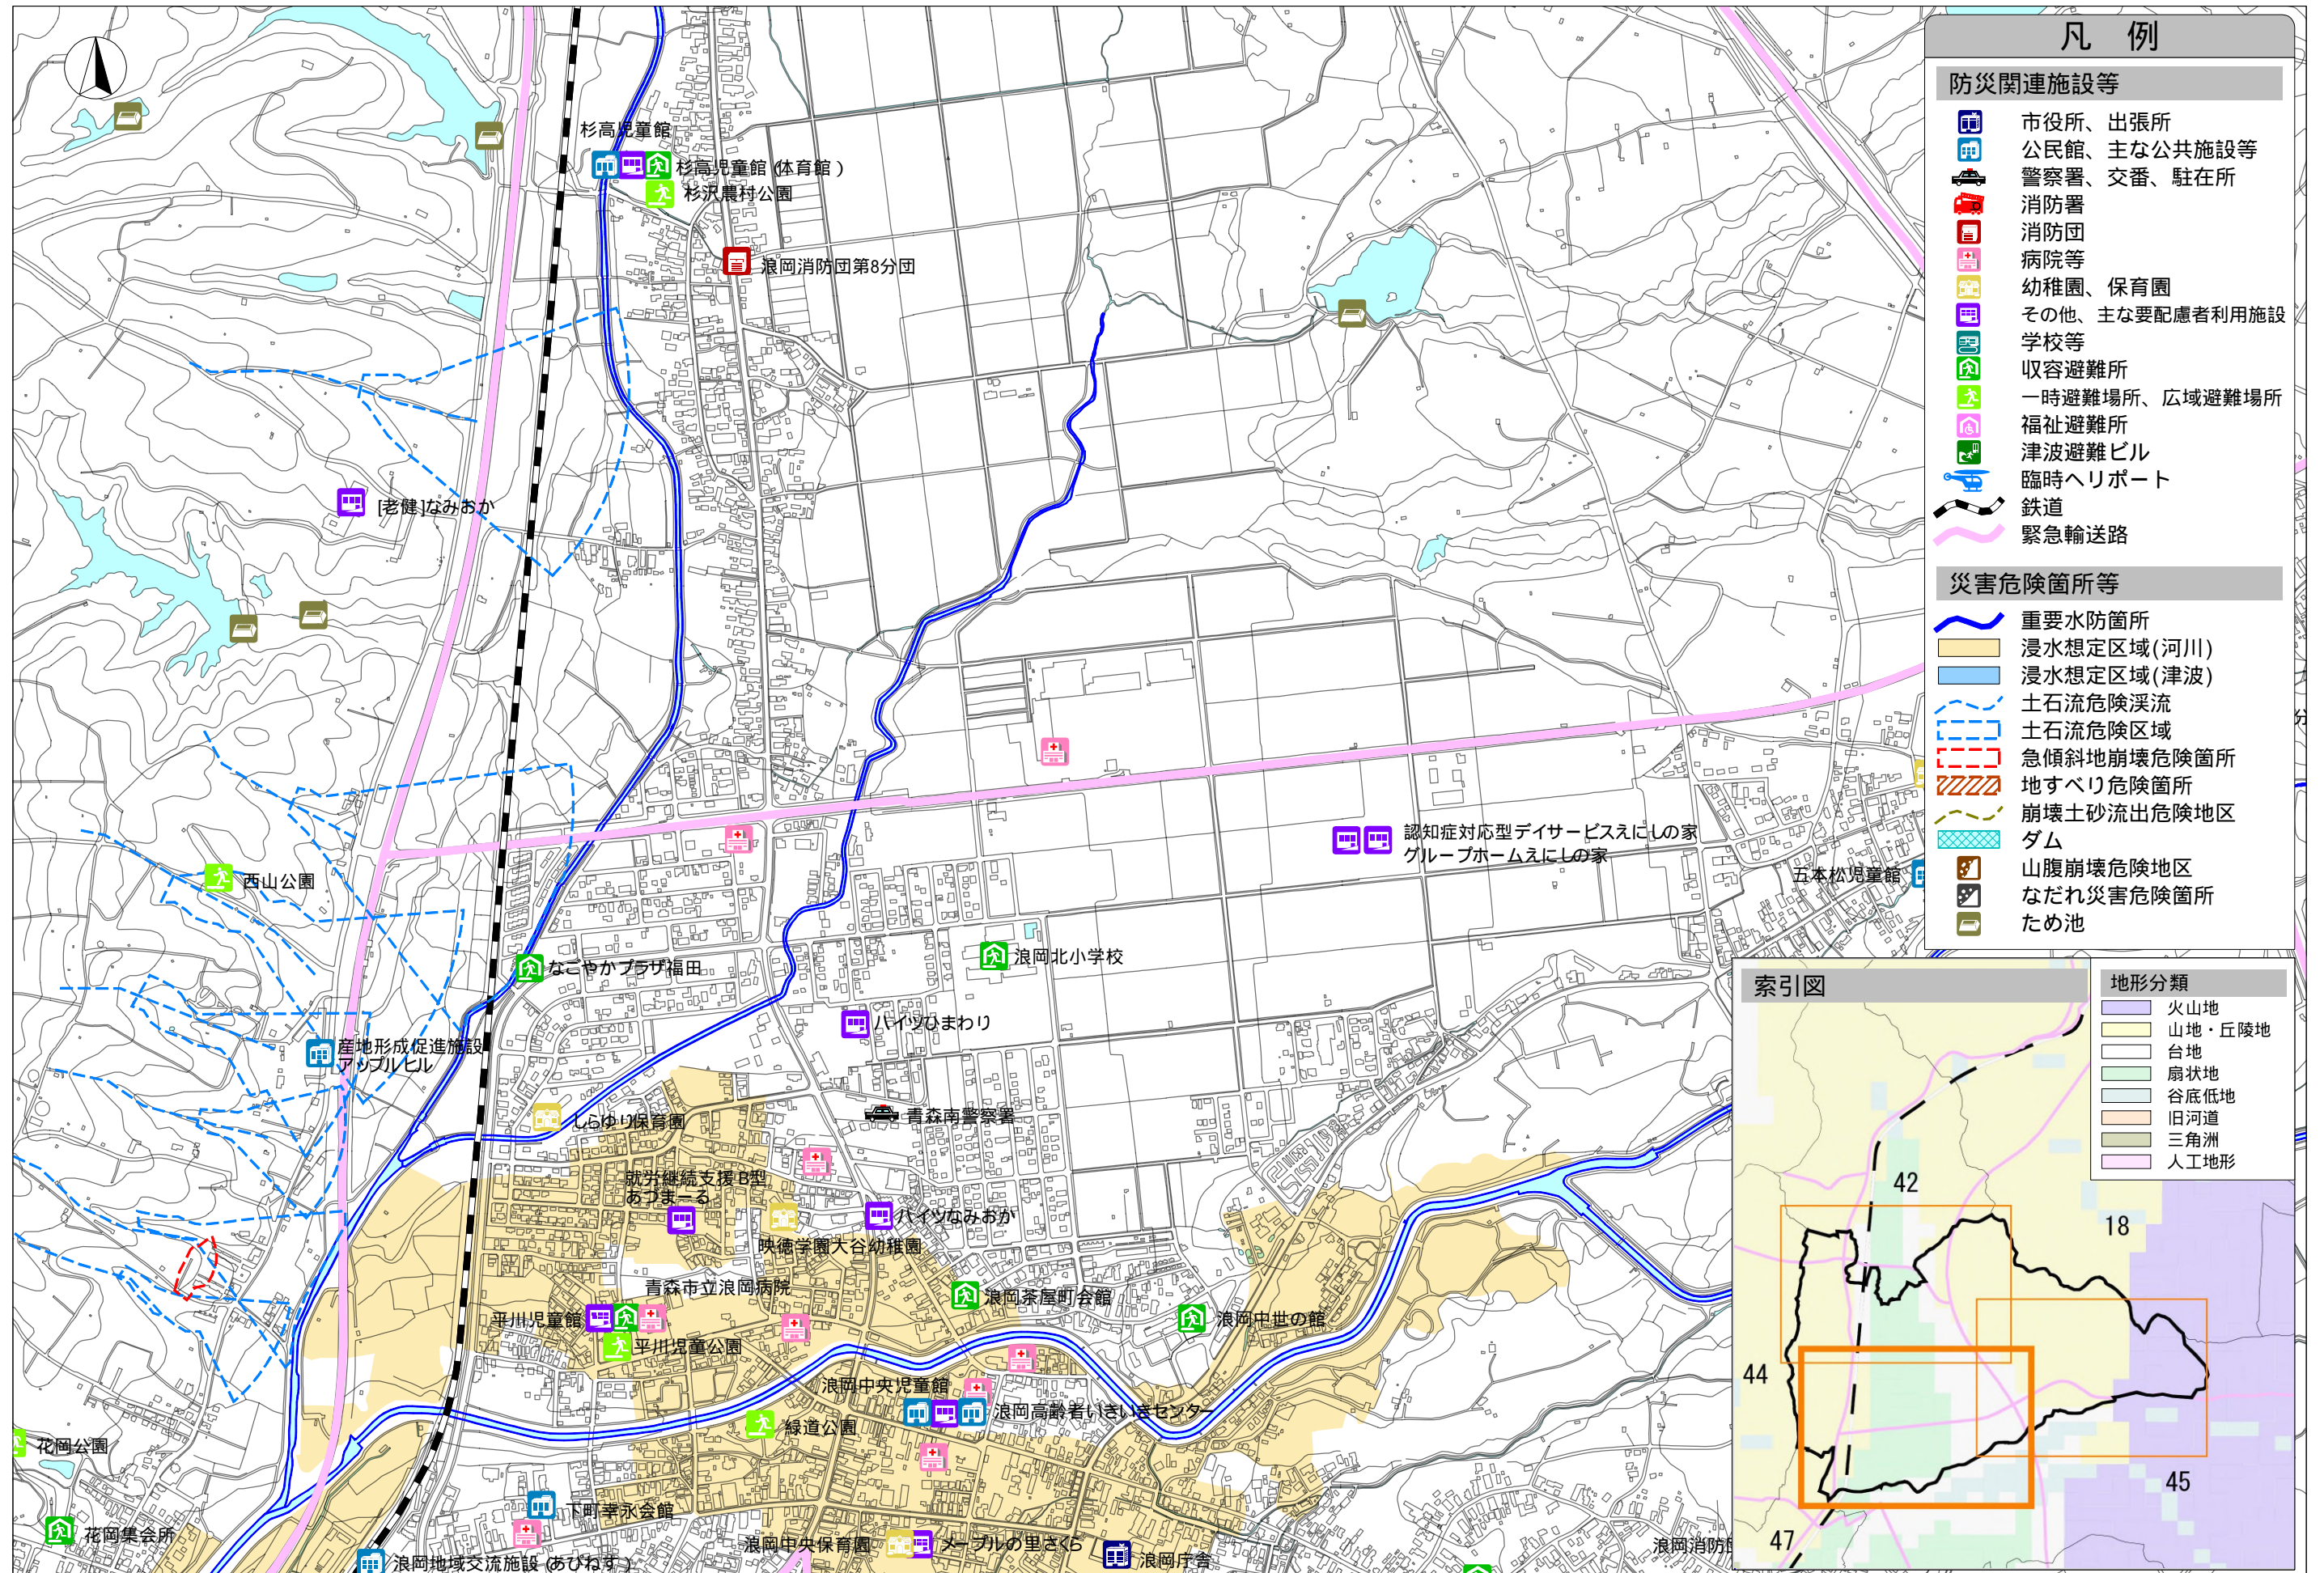 杉高児童館
杉高児童館(体育館)
杉沢農村公園
浪岡消防団第8分団
[老健]なみおか
認知症対応型デイサービスえにしの家
グループホームえにしの家
五本松児童館
西山公園
なごやかプラザ福田
浪岡北小学校
ハイツひまわり
産地形成促進施設
アップルヒル
しらゆり保育園
青森南警察署
就労継続支援B型
あづまーる
ハイツなみおか
映徳学園大谷幼稚園
青森市立浪岡病院
浪岡茶屋町会館
平川児童館
浪岡中世の館
平川児童公園
浪岡中央児童館
浪岡高齢者いきいきセンター
緑道公園
花岡公園
下町幸永会館
花岡集会所
浪岡中央保育園
メープルの里さくら
浪岡庁舎
浪岡消防団
浪岡地域交流施設(あぴねす)
凡 例
防災関連施設等
市役所、出張所
公民館、主な公共施設等
警察署、交番、駐在所
消防署
消防団
病院等
幼稚園、保育園
その他、主な要配慮者利用施設
学校等
収容避難所
一時避難場所、広域避難場所
福祉避難所
津波避難ビル
臨時ヘリポート
鉄道
緊急輸送路
災害危険箇所等
重要水防箇所
浸水想定区域(河川)
浸水想定区域(津波)
土石流危険渓流
土石流危険区域
急傾斜地崩壊危険箇所
地すべり危険箇所
崩壊土砂流出危険地区
ダム
山腹崩壊危険地区
なだれ災害危険箇所
ため池
分
索引図
地形分類
火山地
山地・丘陵地
台地
扇状地
谷底低地
旧河道
三角洲
人工地形
42
18
44
45
47